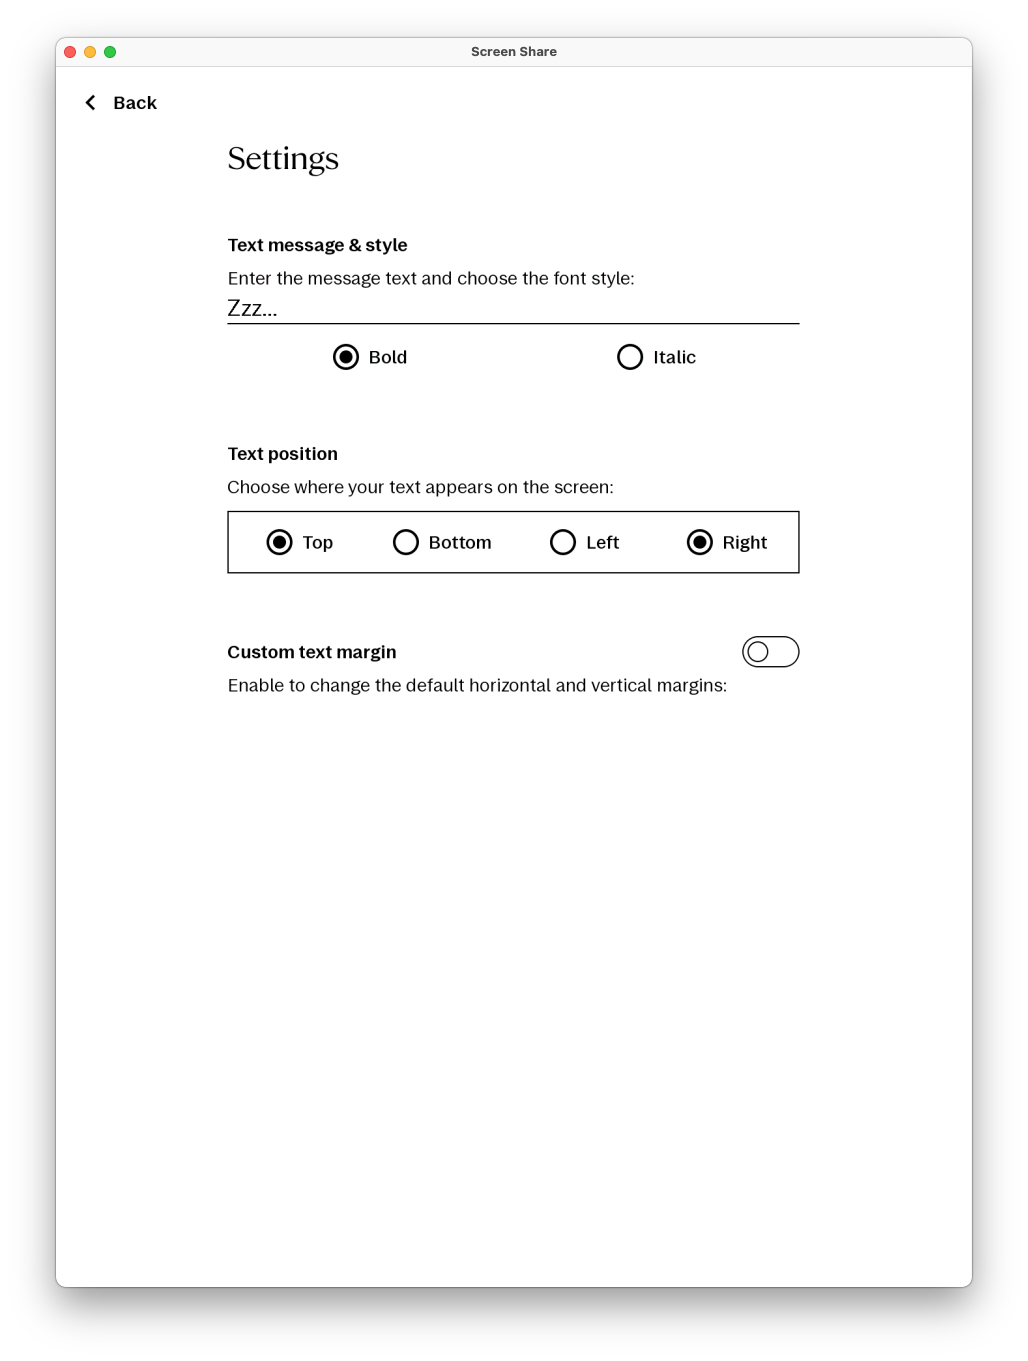 Screen Share
Back
Settings
Text message & style
Enter the message text and choose the font style:
Zzz...
Bold Italic
Text position
Choose where your text appears on the screen:
Top Bottom Left Right
Custom text margin
Enable to change the default horizontal and vertical margins: